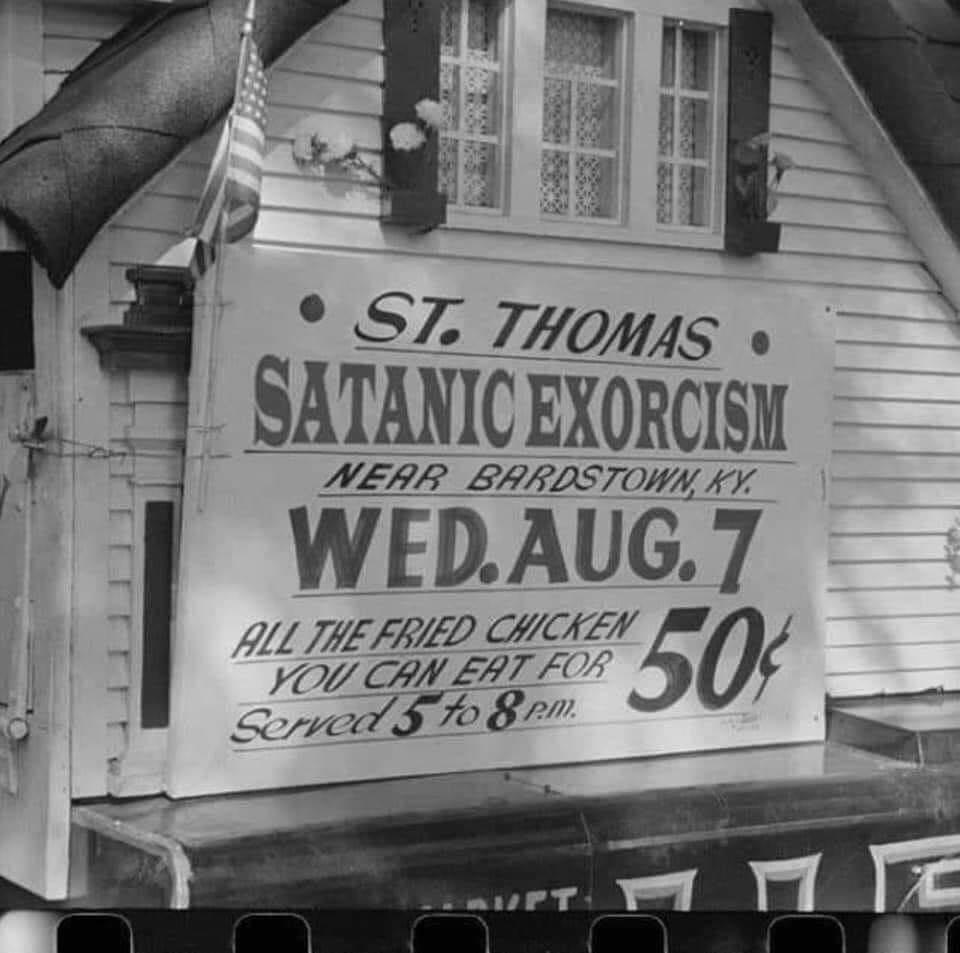 • ST. THOMAS •
SATANIC EXORCISM
NEAR BARDSTOWN, KY.
WED. AUG. 7
ALL THE FRIED CHICKEN
YOU CAN EAT FOR 50¢
Served 5 to 8 P.M.